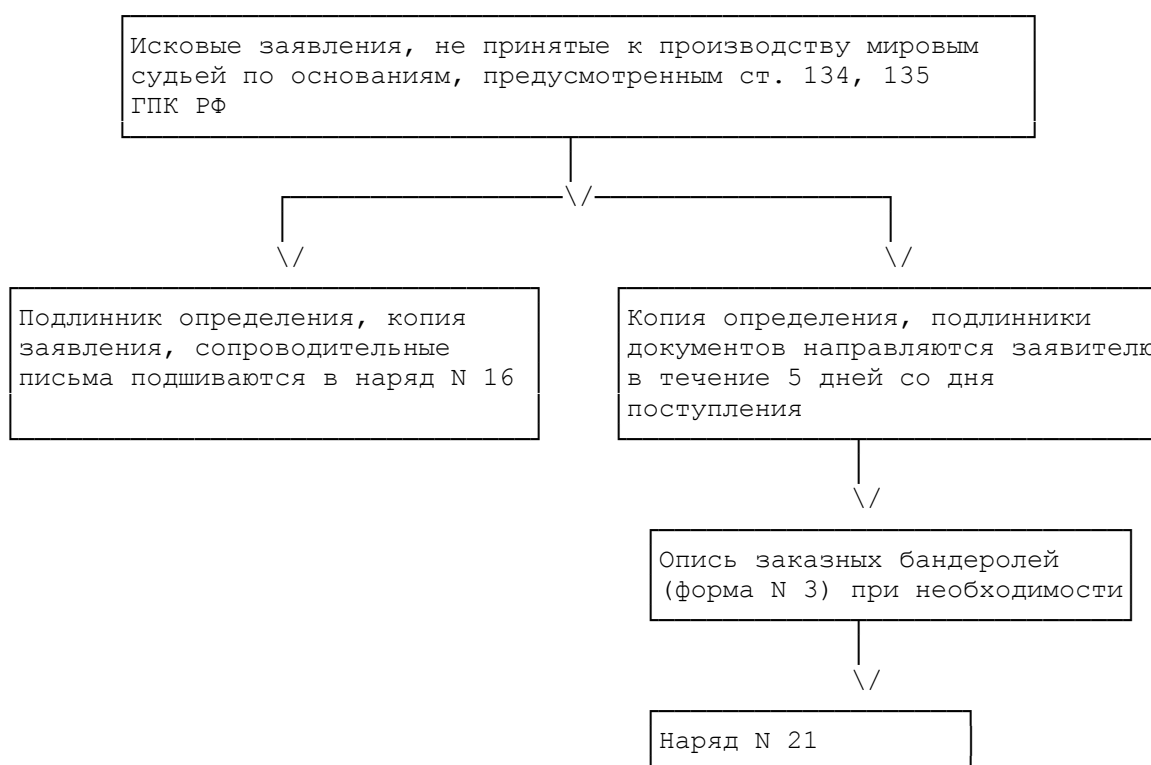 Исковые заявления, не принятые к производству мировым
судьей по основаниям, предусмотренным ст. 134, 135
ГПК РФ
Подлинник определения, копия
заявления, сопроводительные
письма подшиваются в наряд N 16
Копия определения, подлинники
документов направляются заявителю
в течение 5 дней со дня
поступления
Опись заказных бандеролей
(форма N 3) при необходимости
Наряд N 21